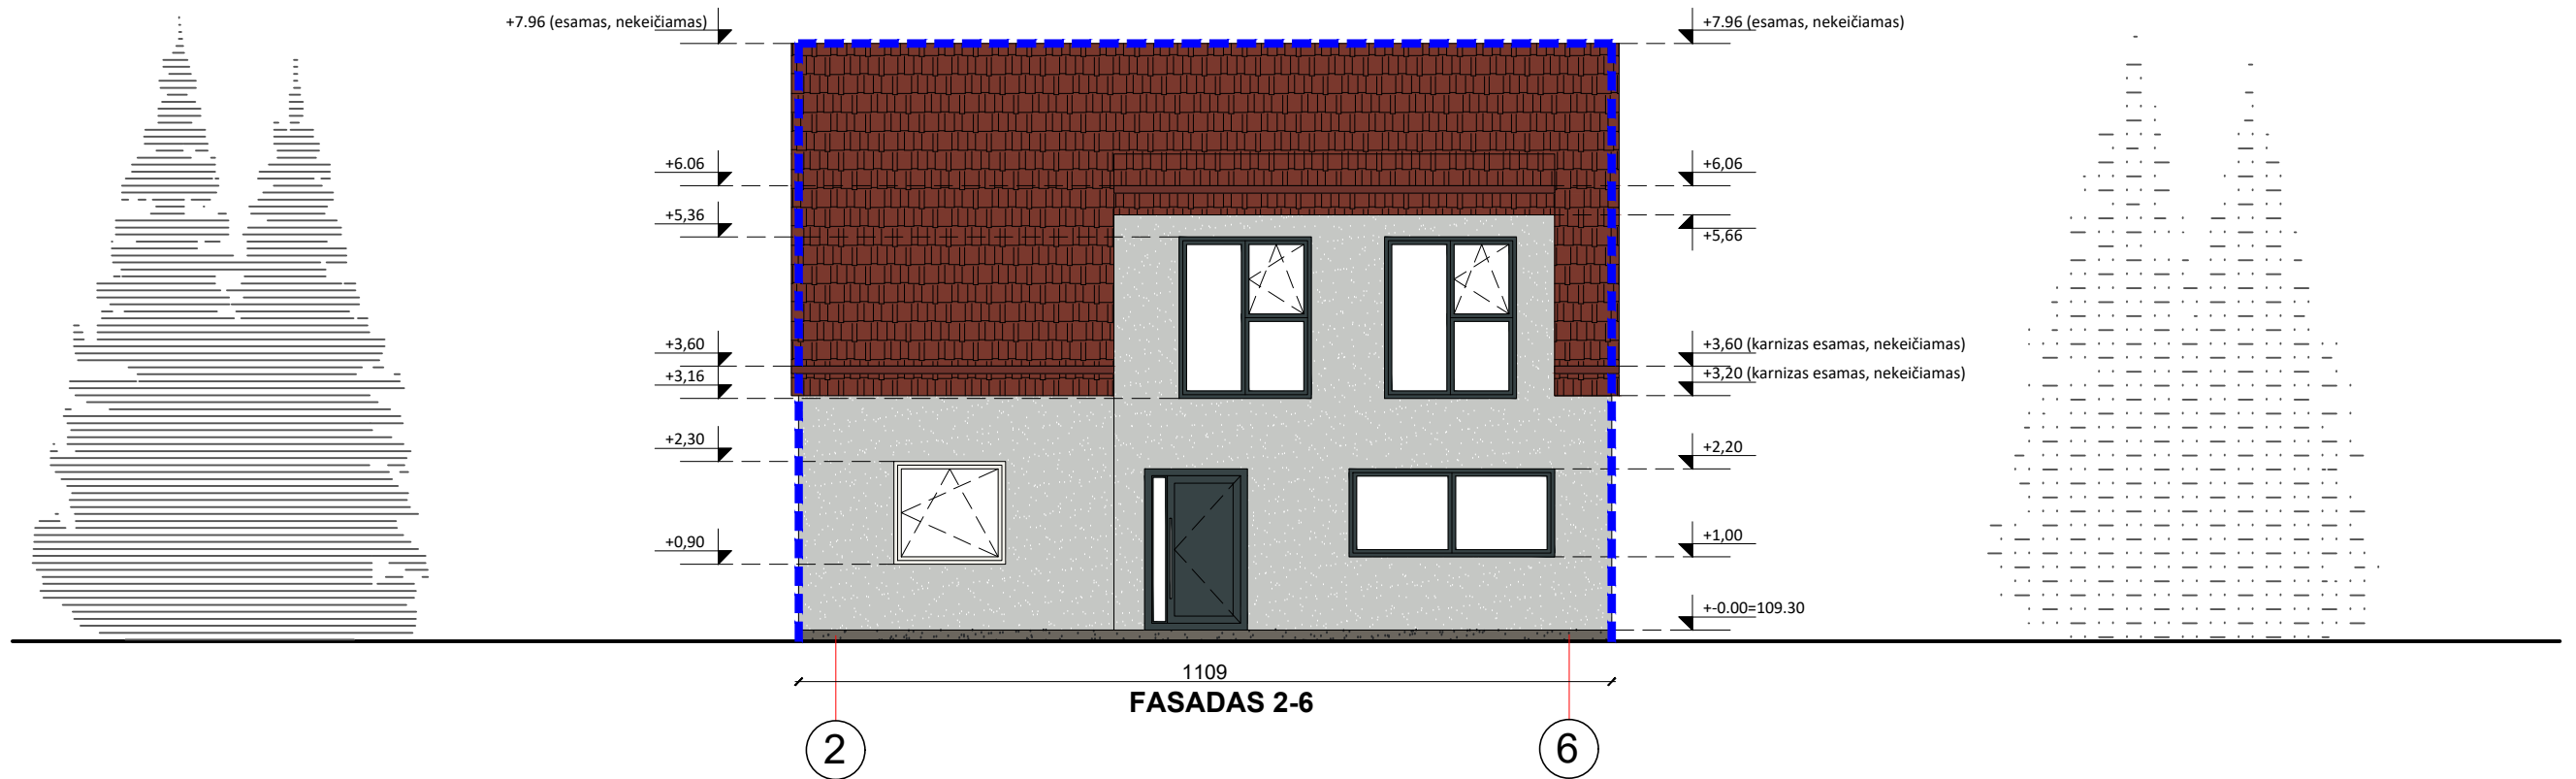 +7.96 (esamas, nekeičiamas)
+7.96 (esamas, nekeičiamas)
+6.06
+6,06
+5,36
+5,66
+3,60
+3,60 (karnizas esamas, nekeičiamas)
+3,16
+3,20 (karnizas esamas, nekeičiamas)
+2,30
+2,20
+0,90
+1,00
+-0.00=109.30
1109
FASADAS 2-6
2
6